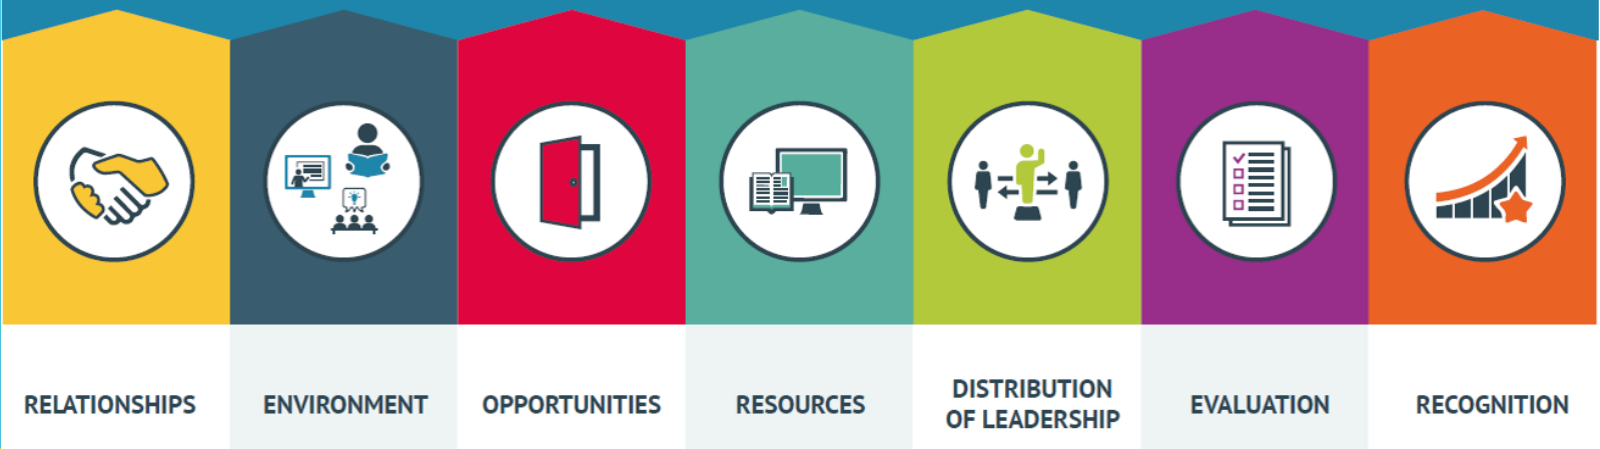 RELATIONSHIPS
ENVIRONMENT
OPPORTUNITIES
RESOURCES
DISTRIBUTION
OF LEADERSHIP
EVALUATION
RECOGNITION